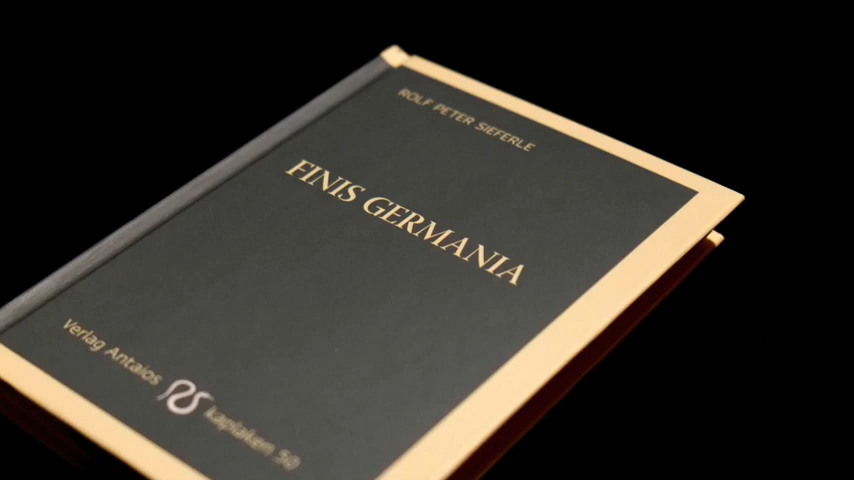 ROLF PETER SIEFERLE
FINIS GERMANIA
Verlag Antaios kaplaken 50